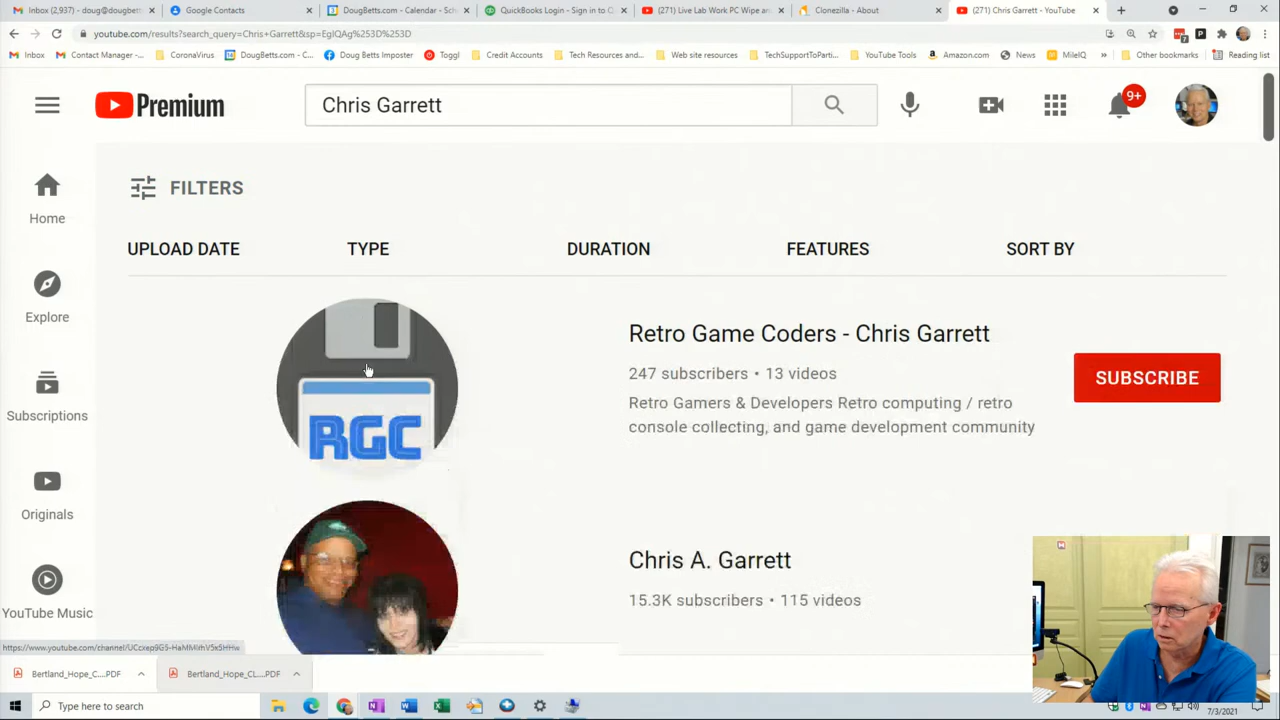 Inbox (2,937) - doug@dougbett
Google Contacts
DougBetts.com - Calendar - Sch
QuickBooks Login - Sign in to Q
(271) Live Lab Work PC Wipe an
Clonezilla - About
(271) Chris Garrett - YouTube
youtube.com/results?search_query=Chris+Garrett&sp=EgIQAg%253D%253D
Inbox
Contact Manager -...
CoronaVirus
DougBetts.com - C...
Doug Betts Imposter
Toggl
Credit Accounts
Tech Resources and...
Web site resources
TechSupportToParti...
YouTube Tools
Amazon.com
News
MileIQ
»
Other bookmarks
Reading list
Premium
Chris Garrett
9+
FILTERS
UPLOAD DATE TYPE DURATION FEATURES SORT BY
Home
Explore
Subscriptions
Originals
YouTube Music
RGC
Retro Game Coders - Chris Garrett
247 subscribers • 13 videos
Retro Gamers & Developers Retro computing / retro
console collecting, and game development community
SUBSCRIBE
Chris A. Garrett
15.3K subscribers • 115 videos
Bertland_Hope_C....PDF
Bertland_Hope_CL....PDF
Type here to search
7/3/2021